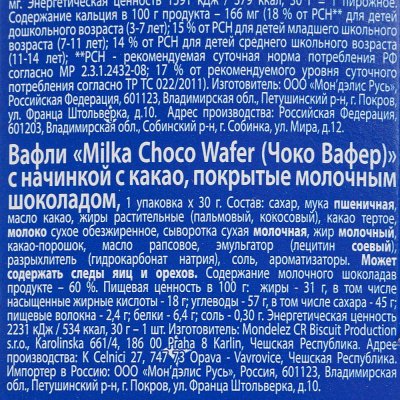 мг. Энергетическая ценность 1591 кДж / 379 ккал, 30 г = 1 пирожное.
Содержание кальция в 100 г продукта – 166 мг (18 % от РСН** для детей
дошкольного возраста (3-7 лет); 15 % от РСН для детей младшего школьного
возраста (7-11 лет); 14 % от РСН для детей среднего школьного возраста
(11-14 лет); **РСН - рекомендуемая суточная норма потребления РФ
согласно МР 2.3.1.2432-08; 17 % от рекомендуемого уровня суточного
потребления согласно ТР ТС 022/2011). Изготовитель: ООО «Мон'дэлис Русь»,
Российская Федерация, 601123, Владимирская обл., Петушинский р-н, г. Покров,
ул. Франца Штольверка, д.10. Адрес производства: Российская Федерация,
601203, Владимирская обл., Собинский р-н, г. Собинка, ул. Мира, д.12.
Вафли «Milka Choco Wafer (Чоко Вафер)»
с начинкой с какао, покрытые молочным
шоколадом, 1 упаковка х 30 г. Состав: сахар, мука пшеничная,
масло какао, жиры растительные (пальмовый, кокосовый), какао тертое,
молоко сухое обезжиренное, сыворотка сухая молочная, жир молочный,
какао-порошок, масло рапсовое, эмульгатор (лецитин соевый),
разрыхлитель (гидрокарбонат натрия), соль, ароматизаторы. Может
содержать следы яиц и орехов. Содержание молочного шоколадав
продукте – 60 %. Пищевая ценность в 100 г: жиры - 31 г, в том числе
насыщенные жирные кислоты - 18 г; углеводы - 57 г, в том числе сахара - 45 г;
пищевые волокна - 2,4 г; белки - 6,4 г; соль - 0,30 г. Энергетическая ценность
2231 кДж / 534 ккал, 30 г – 1 шт. Изготовитель: Mondelez CR Biscuit Production
s.r.o., Karolinska 661/4, 186 00 Praha 8 Karlin, Чешская Республика. Адрес
производства: K Celnici 27, 747 73 Opava - Vavrovice, Чешская Республика.
Импортер в Россию: ООО «Мон'дэлис Русь», Россия, 601123, Владимирская обл.,
Петушинский р-н, г. Покров, ул. Франца Штольверка, д. 10.